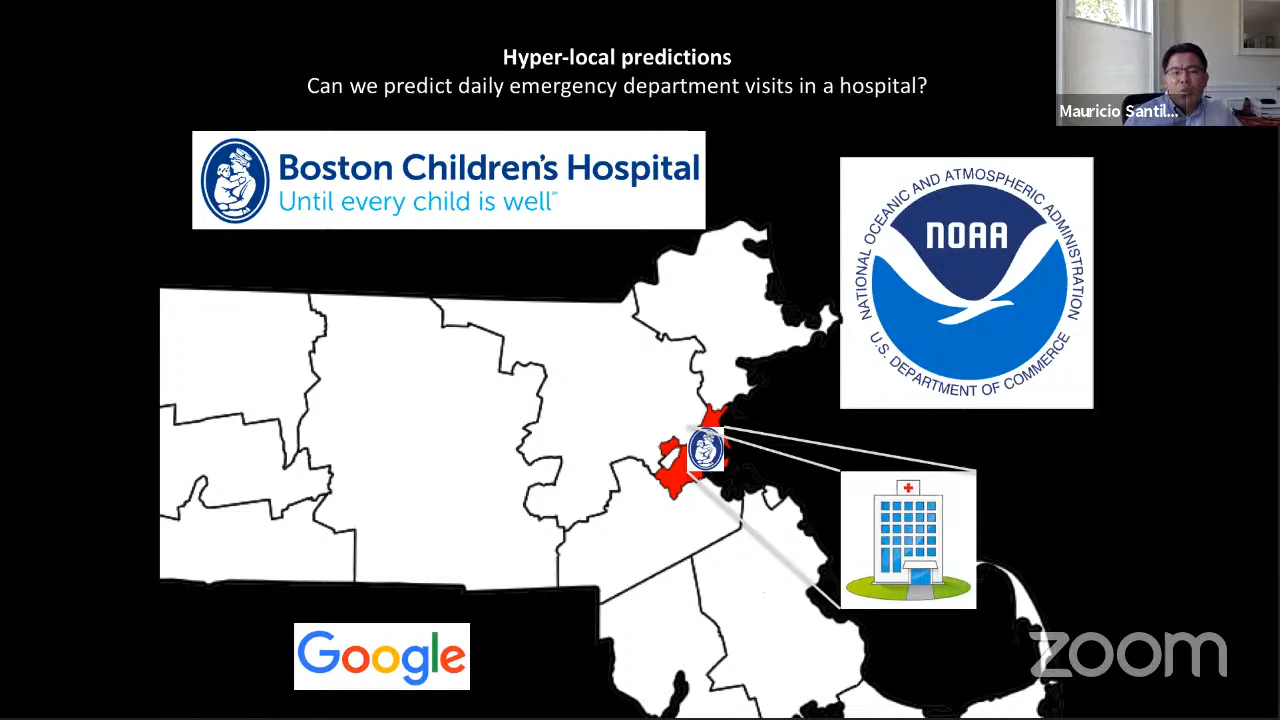 Hyper-local predictions
Can we predict daily emergency department visits in a hospital?
Mauricio Santil...
Boston Children's Hospital
Until every child is well
NATIONAL OCEANIC AND ATMOSPHERIC ADMINISTRATION
NOAA
U.S. DEPARTMENT OF COMMERCE
Google
zoom